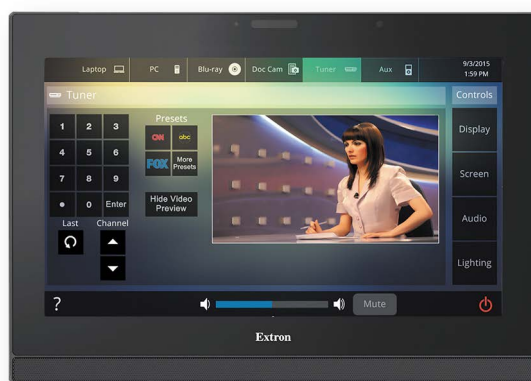 Laptop
PC
Blu-ray
Doc Cam
Tuner
Aux
9/3/2015
1:59 PM
Tuner
Controls
1 2 3
4 5 6
7 8 9
0 Enter
Last
Channel
Presets
CNN
abc
FOX
More
Presets
Hide Video
Preview
Display
Screen
Audio
Lighting
?
Mute
Extron